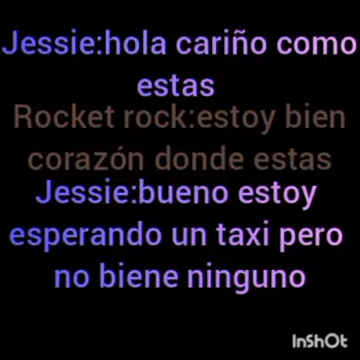 Jessie:hola cariño como
estas
Rocket rock:estoy bien
corazón donde estas
Jessie:bueno estoy
esperando un taxi pero
no biene ninguno
InShOt